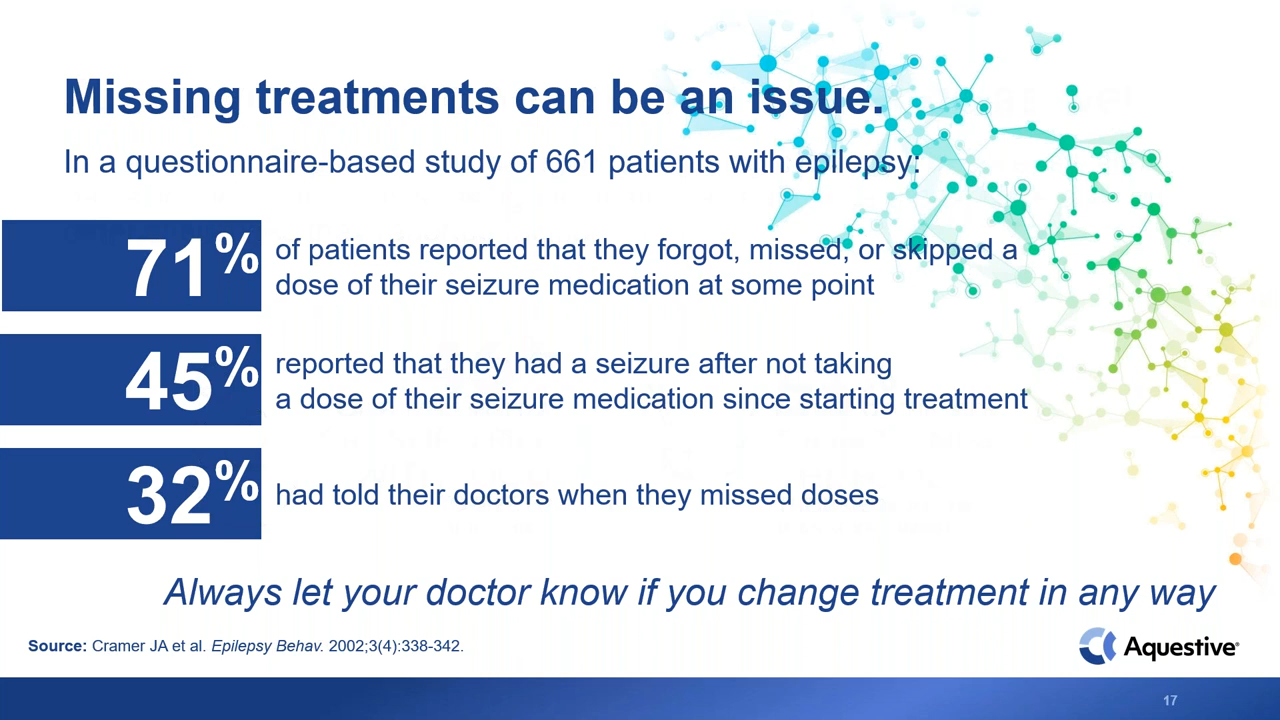 Missing treatments can be an issue.
In a questionnaire-based study of 661 patients with epilepsy:
71%
of patients reported that they forgot, missed, or skipped a
dose of their seizure medication at some point
45%
reported that they had a seizure after not taking
a dose of their seizure medication since starting treatment
32%
had told their doctors when they missed doses
Always let your doctor know if you change treatment in any way
Source: Cramer JA et al. Epilepsy Behav. 2002;3(4):338-342.
Aquestive®
17